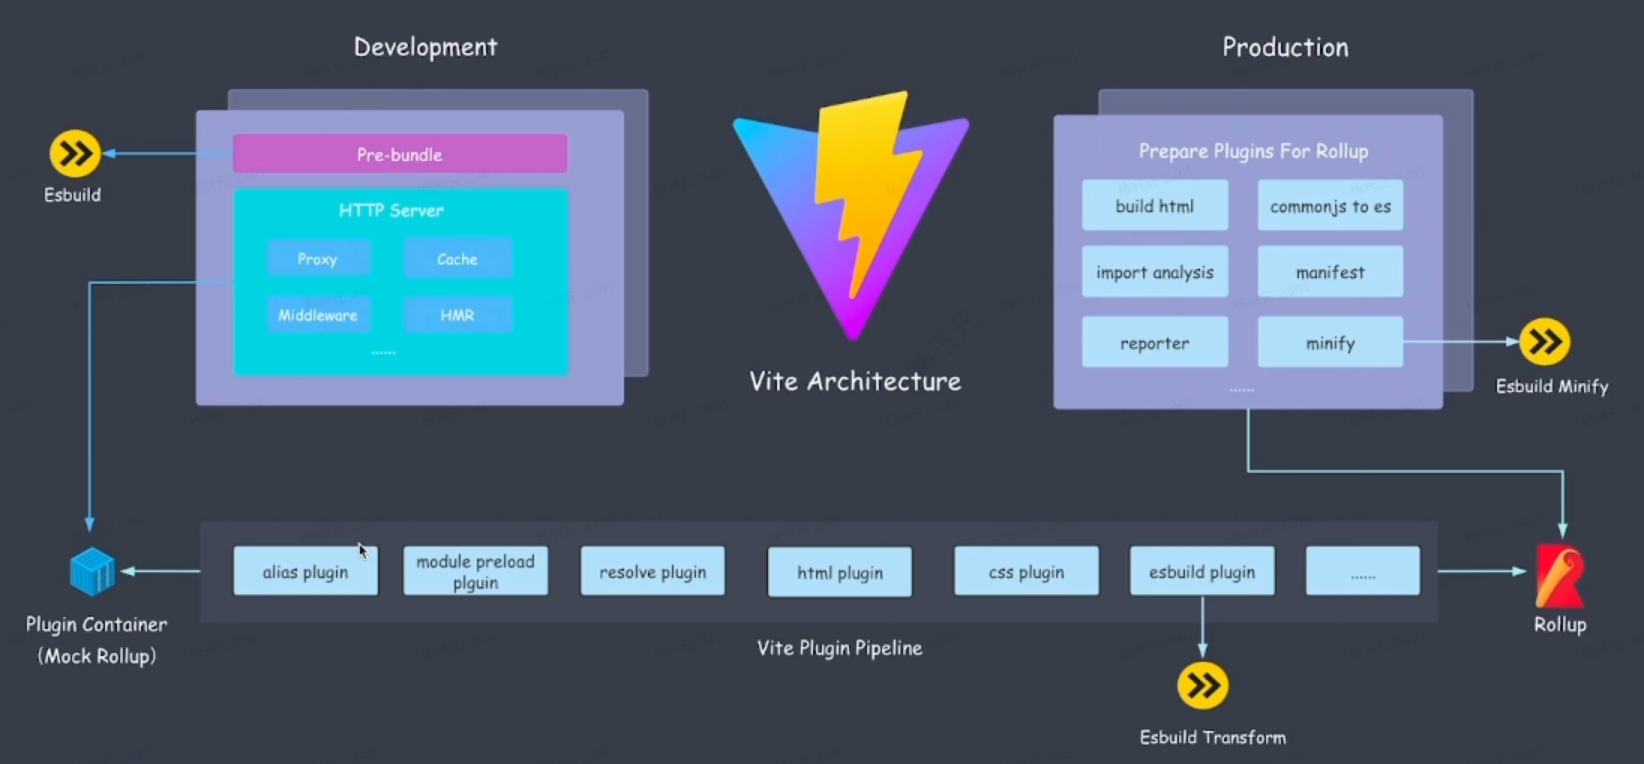 Development
Production
Pre-bundle
Esbuild
HTTP Server
Proxy
Cache
Middleware
HMR
......
Vite Architecture
Prepare Plugins For Rollup
build html
commonjs to es
import analysis
manifest
reporter
minify
......
Esbuild Minify
alias plugin
module preload
plguin
resolve plugin
html plugin
css plugin
esbuild plugin
......
Plugin Container
(Mock Rollup)
Vite Plugin Pipeline
Rollup
Esbuild Transform